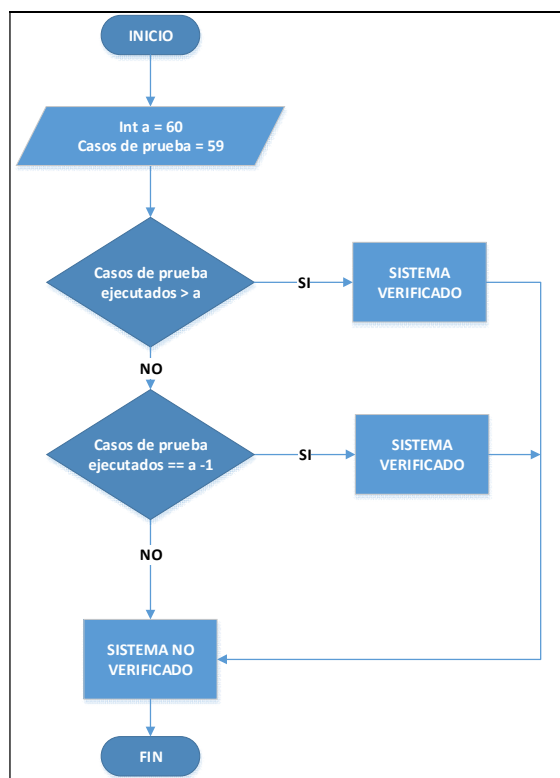 INICIO
Int a = 60
Casos de prueba = 59
Casos de prueba
ejecutados > a
SI
SISTEMA
VERIFICADO
NO
Casos de prueba
ejecutados == a -1
SI
SISTEMA
VERIFICADO
NO
SISTEMA NO
VERIFICADO
FIN